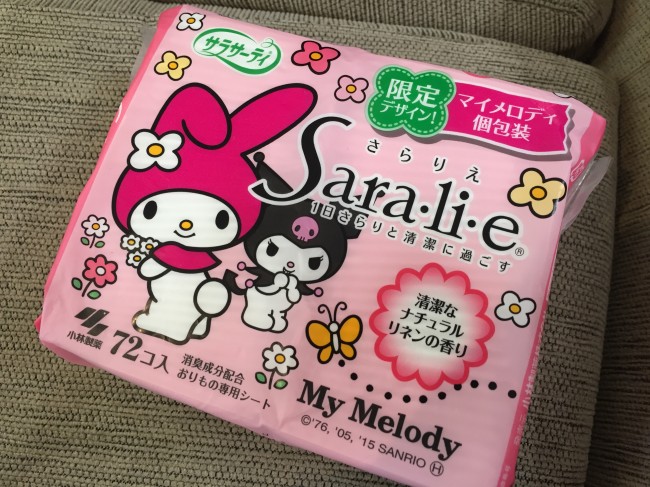 サラサーティ
限定
デザイン!
マイメロディ
個包装
さらりえ
Sara·li·e®
1日さらりと清潔に過ごす
清潔な
ナチュラル
リネンの香り
小林製薬
72コ入
消臭成分配合
おりもの専用シート
My Melody
©'76, '05, '15 SANRIO Ⓗ